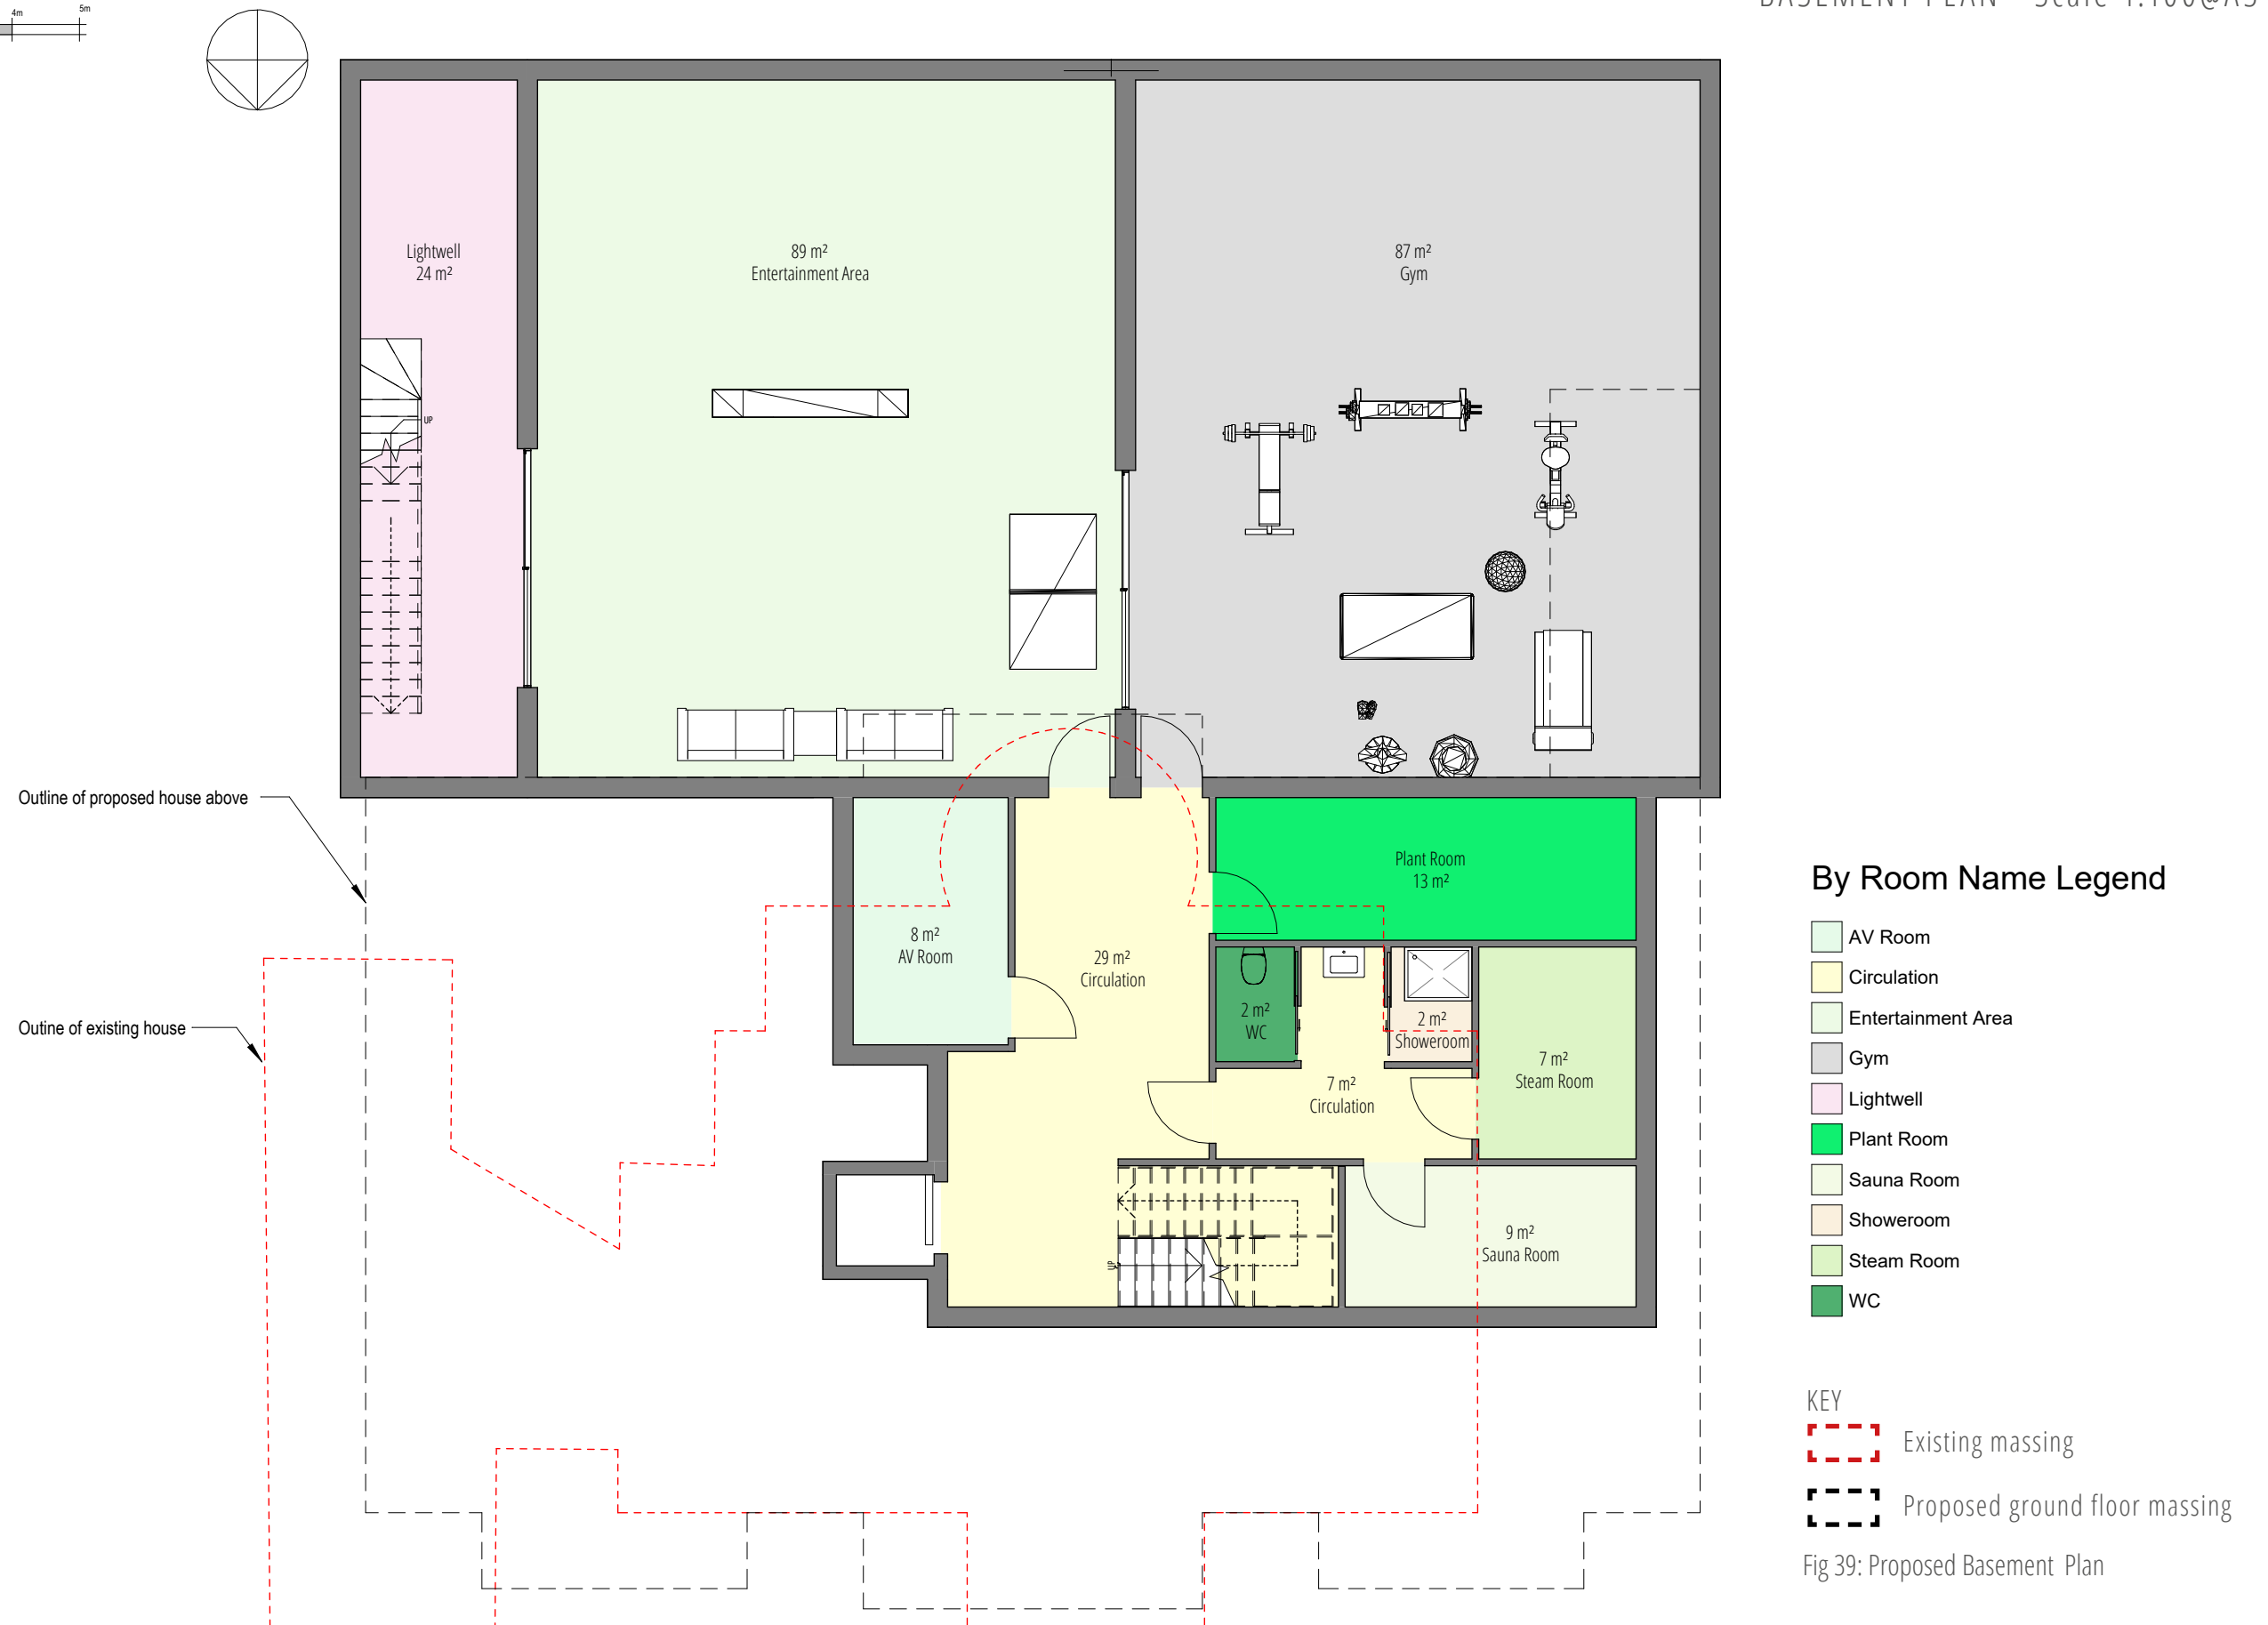 4m
5m
BASEMENT PLAN
Lightwell
24 m²
89 m²
Entertainment Area
87 m²
Gym
UP
Outline of proposed house above
Plant Room
13 m²
8 m²
AV Room
29 m²
Circulation
2 m²
WC
2 m²
Showeroom
7 m²
Steam Room
7 m²
Circulation
Outine of existing house
9 m²
Sauna Room
UP
By Room Name Legend
AV Room
Circulation
Entertainment Area
Gym
Lightwell
Plant Room
Sauna Room
Showeroom
Steam Room
WC
KEY
Existing massing
Proposed ground floor massing
Fig 39: Proposed Basement Plan